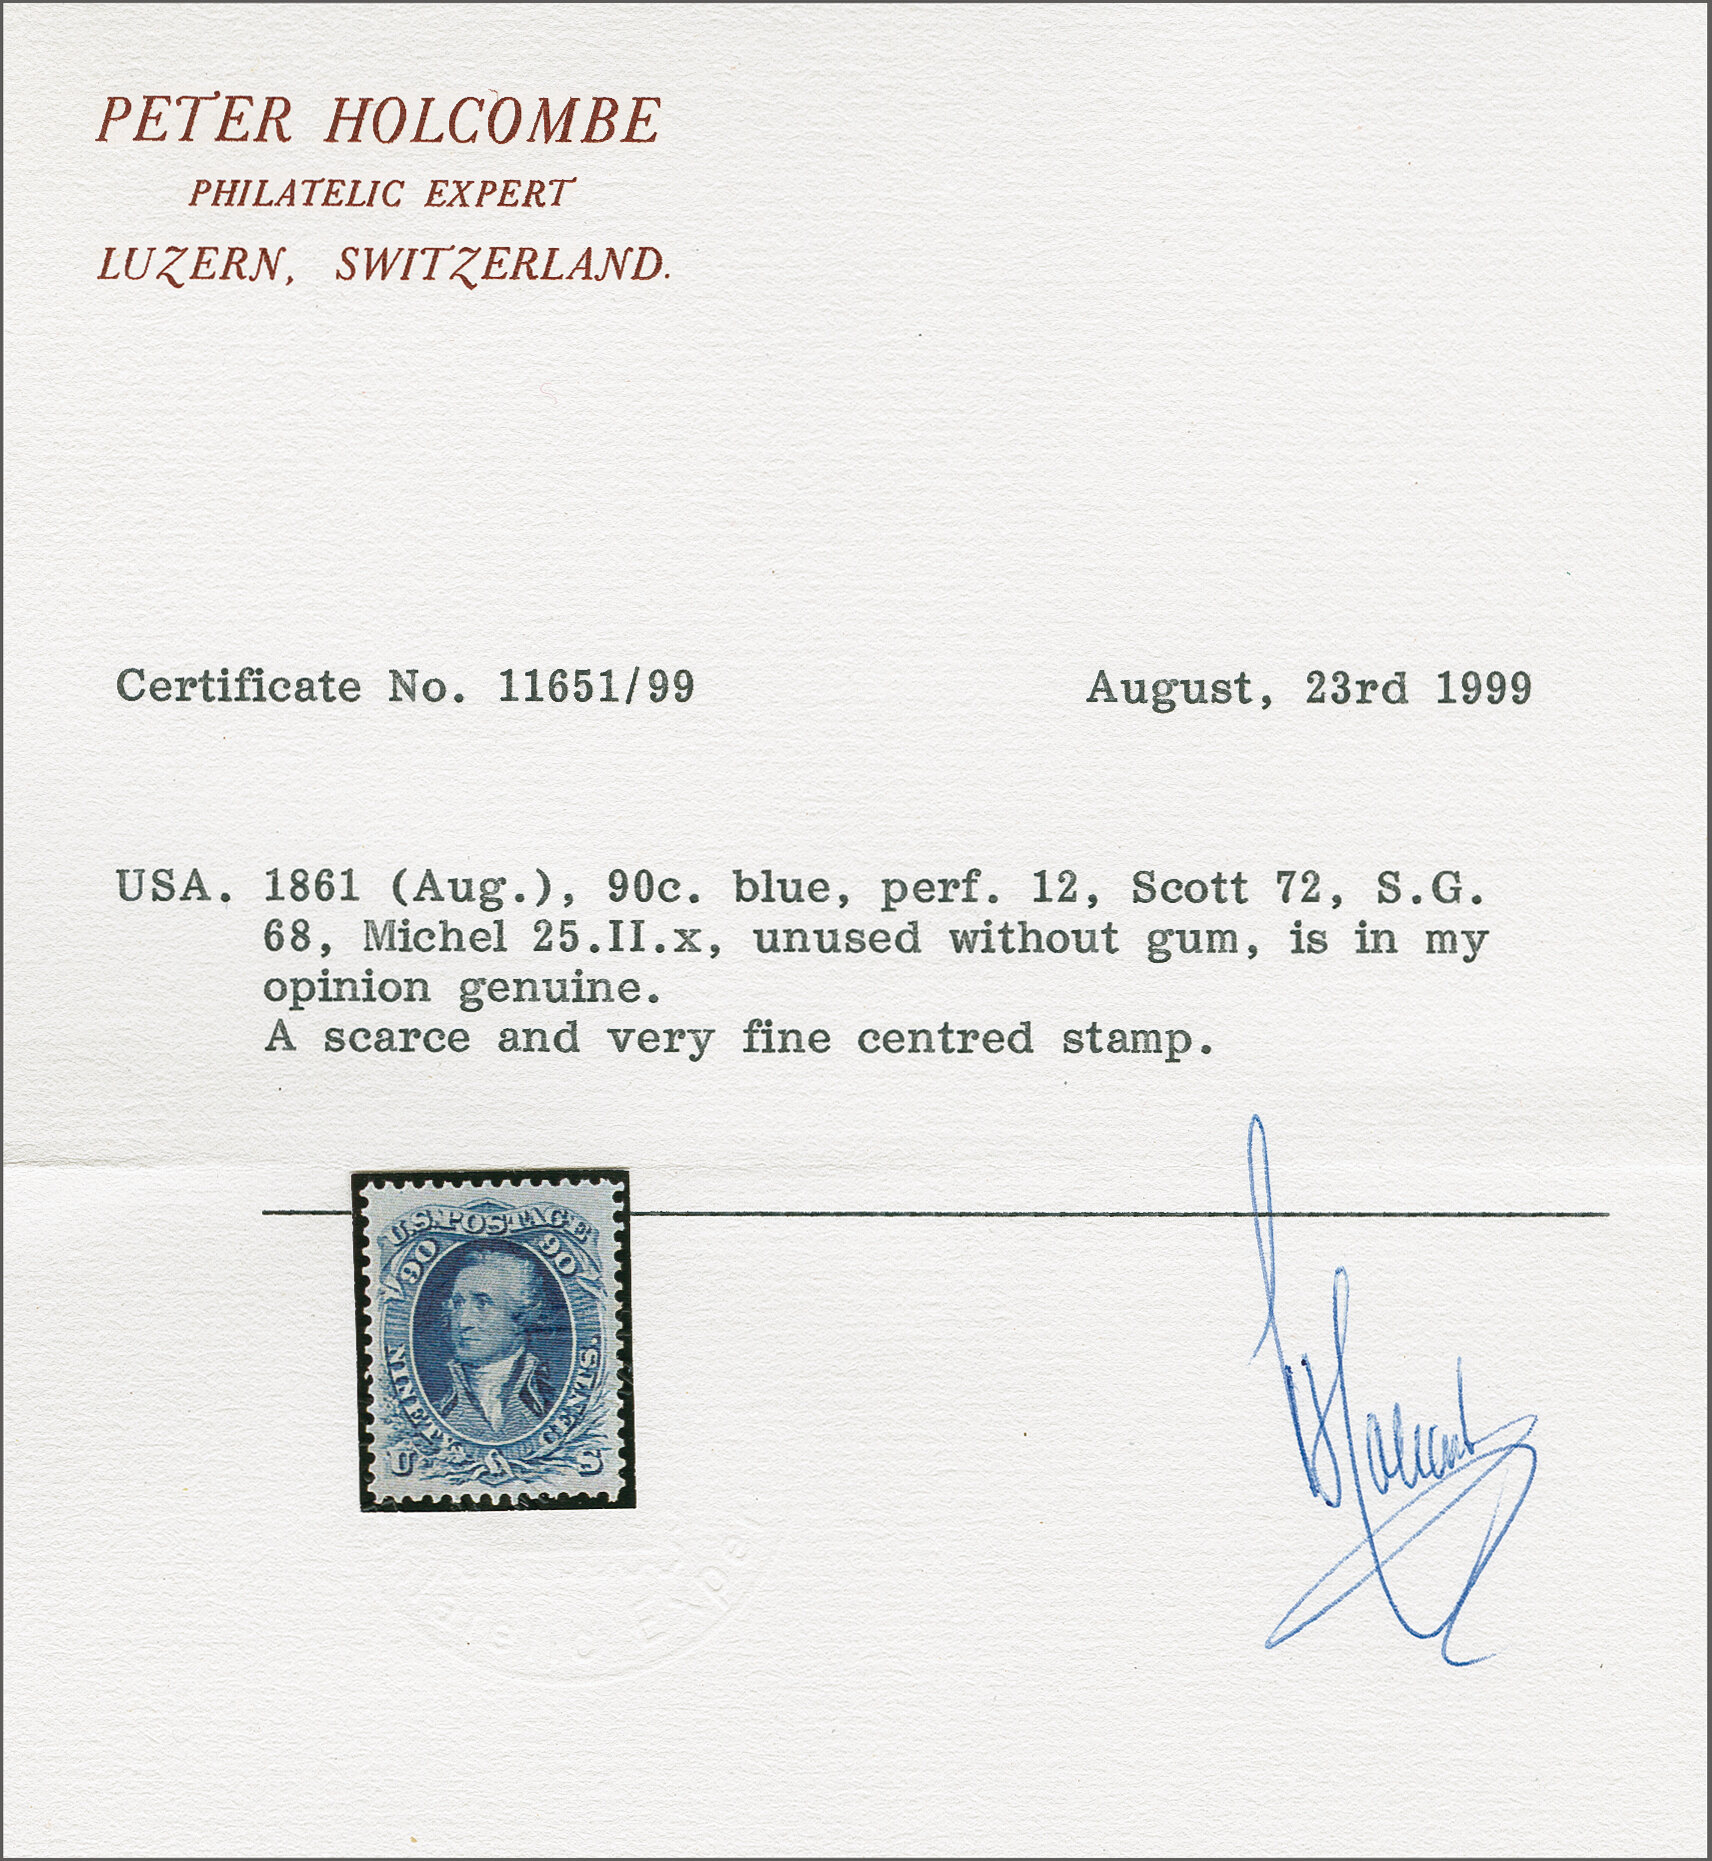 PETER HOLCOMBE
PHILATELIC EXPERT
LUZERN, SWITZERLAND.
Certificate No. 11651/99
August, 23rd 1999
USA. 1861 (Aug.), 90c. blue, perf. 12, Scott 72, S.G.
68, Michel 25.II.x, unused without gum, is in my
opinion genuine.
A scarce and very fine centred stamp.
U.S. POSTAGE
90 90
NINETY CENTS.
U S